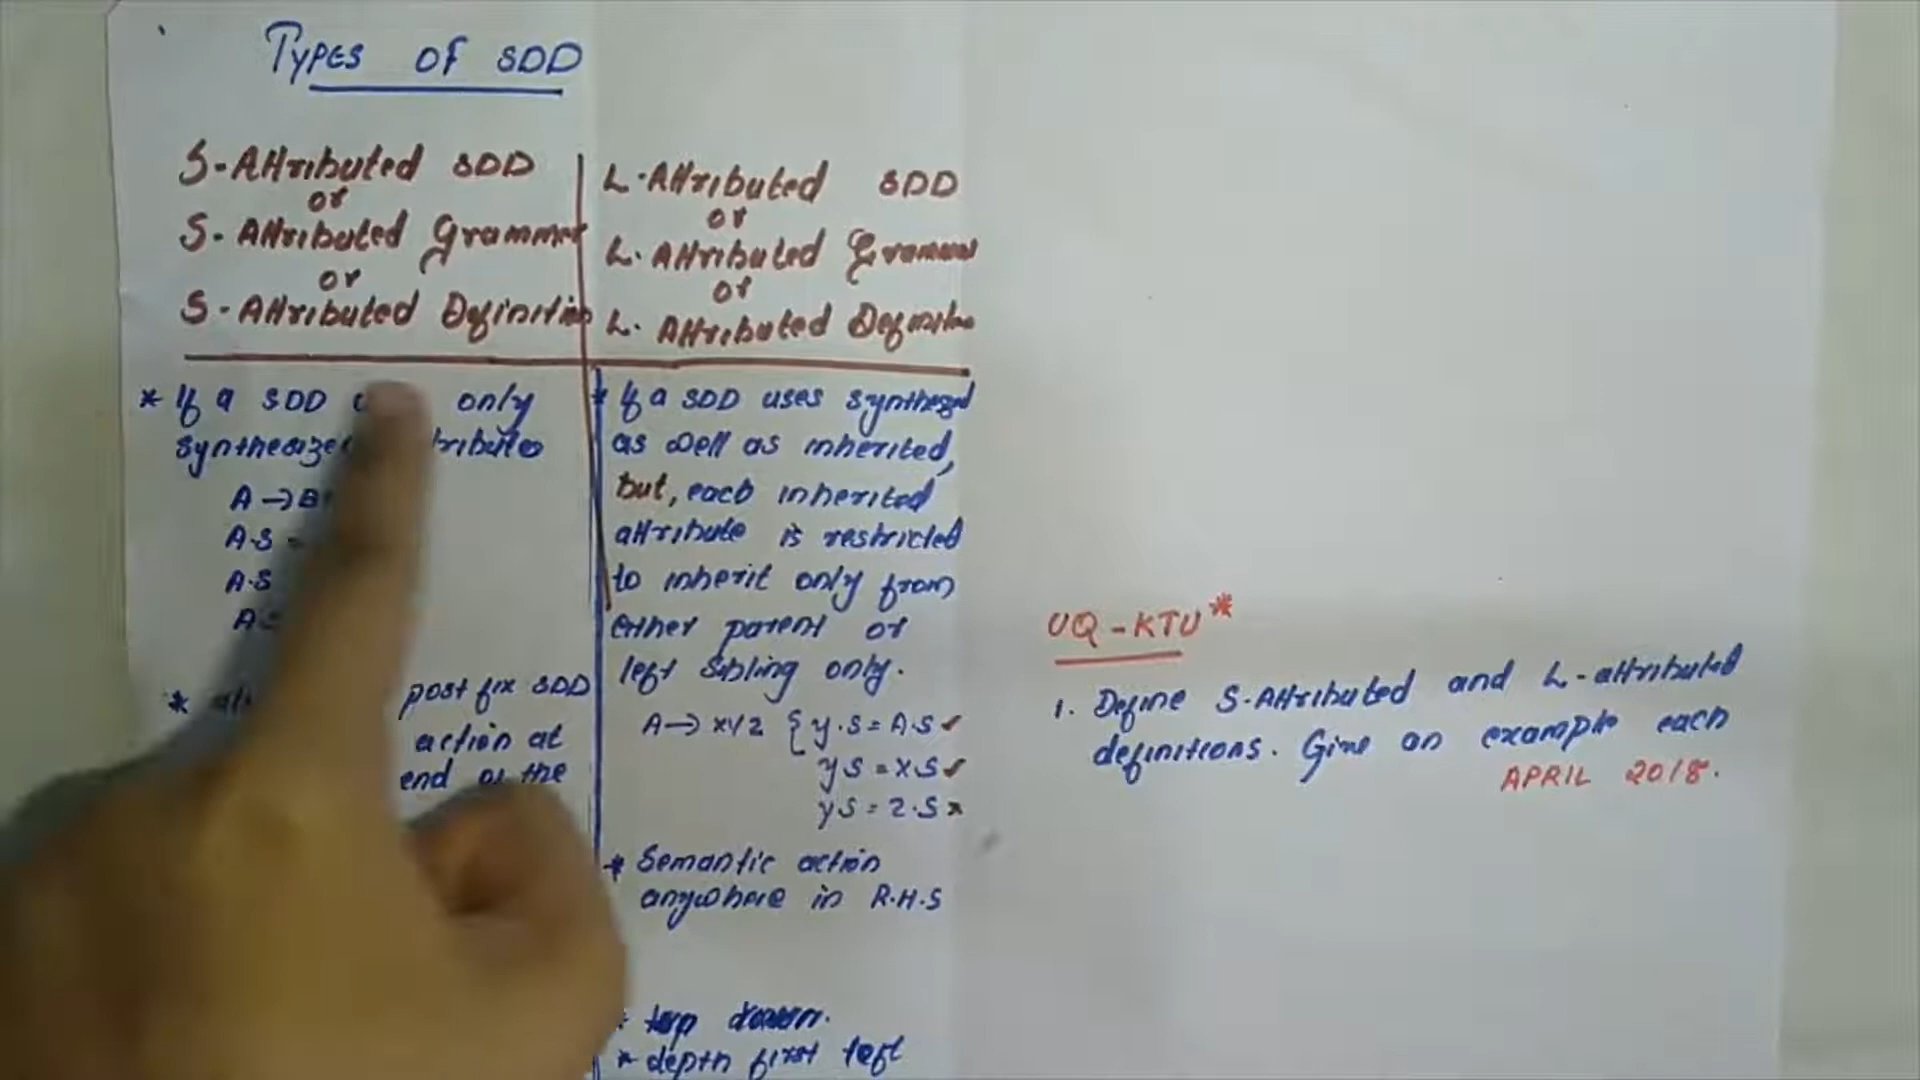 TYPES OF SDD
S-Attributed SDD
or
S-Attributed Grammar
or
S-Attributed Definition
* If a SDD only
synthesized
A → B
A.S =
A.S
A
* post fix SDD
action at
end of the
L-Attributed SDD
or
L-Attributed Grammar
or
L-Attributed Definition
* If a SDD uses synthesized
as well as inherited,
but, each inherited
attribute is restricted
to inherit only from
either parent or
left sibling only.
A → XYZ { Y.S = A.S ✓
Y.S = X.S ✓
Y.S = Z.S x
* Semantic action
anywhere in R.H.S
* top down.
* depth first left
UQ - KTU *
1. Define S-Attributed and L-attributed
definitions. Give an example each
APRIL 2018.